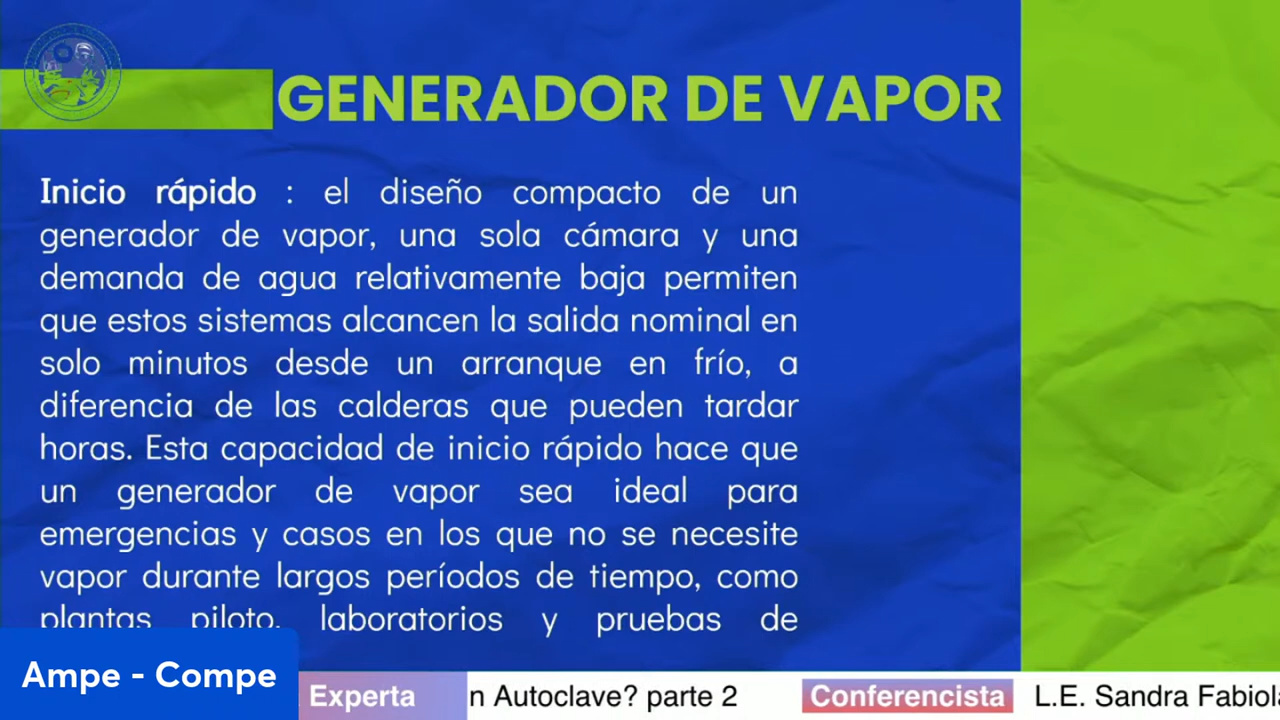 GENERADOR DE VAPOR
Inicio rápido : el diseño compacto de un
generador de vapor, una sola cámara y una
demanda de agua relativamente baja permiten
que estos sistemas alcancen la salida nominal en
solo minutos desde un arranque en frío, a
diferencia de las calderas que pueden tardar
horas. Esta capacidad de inicio rápido hace que
un generador de vapor sea ideal para
emergencias y casos en los que no se necesite
vapor durante largos períodos de tiempo, como
plantas piloto, laboratorios y pruebas de
Ampe - Compe
Experta
n Autoclave? parte 2
Conferencista
L.E. Sandra Fabiola